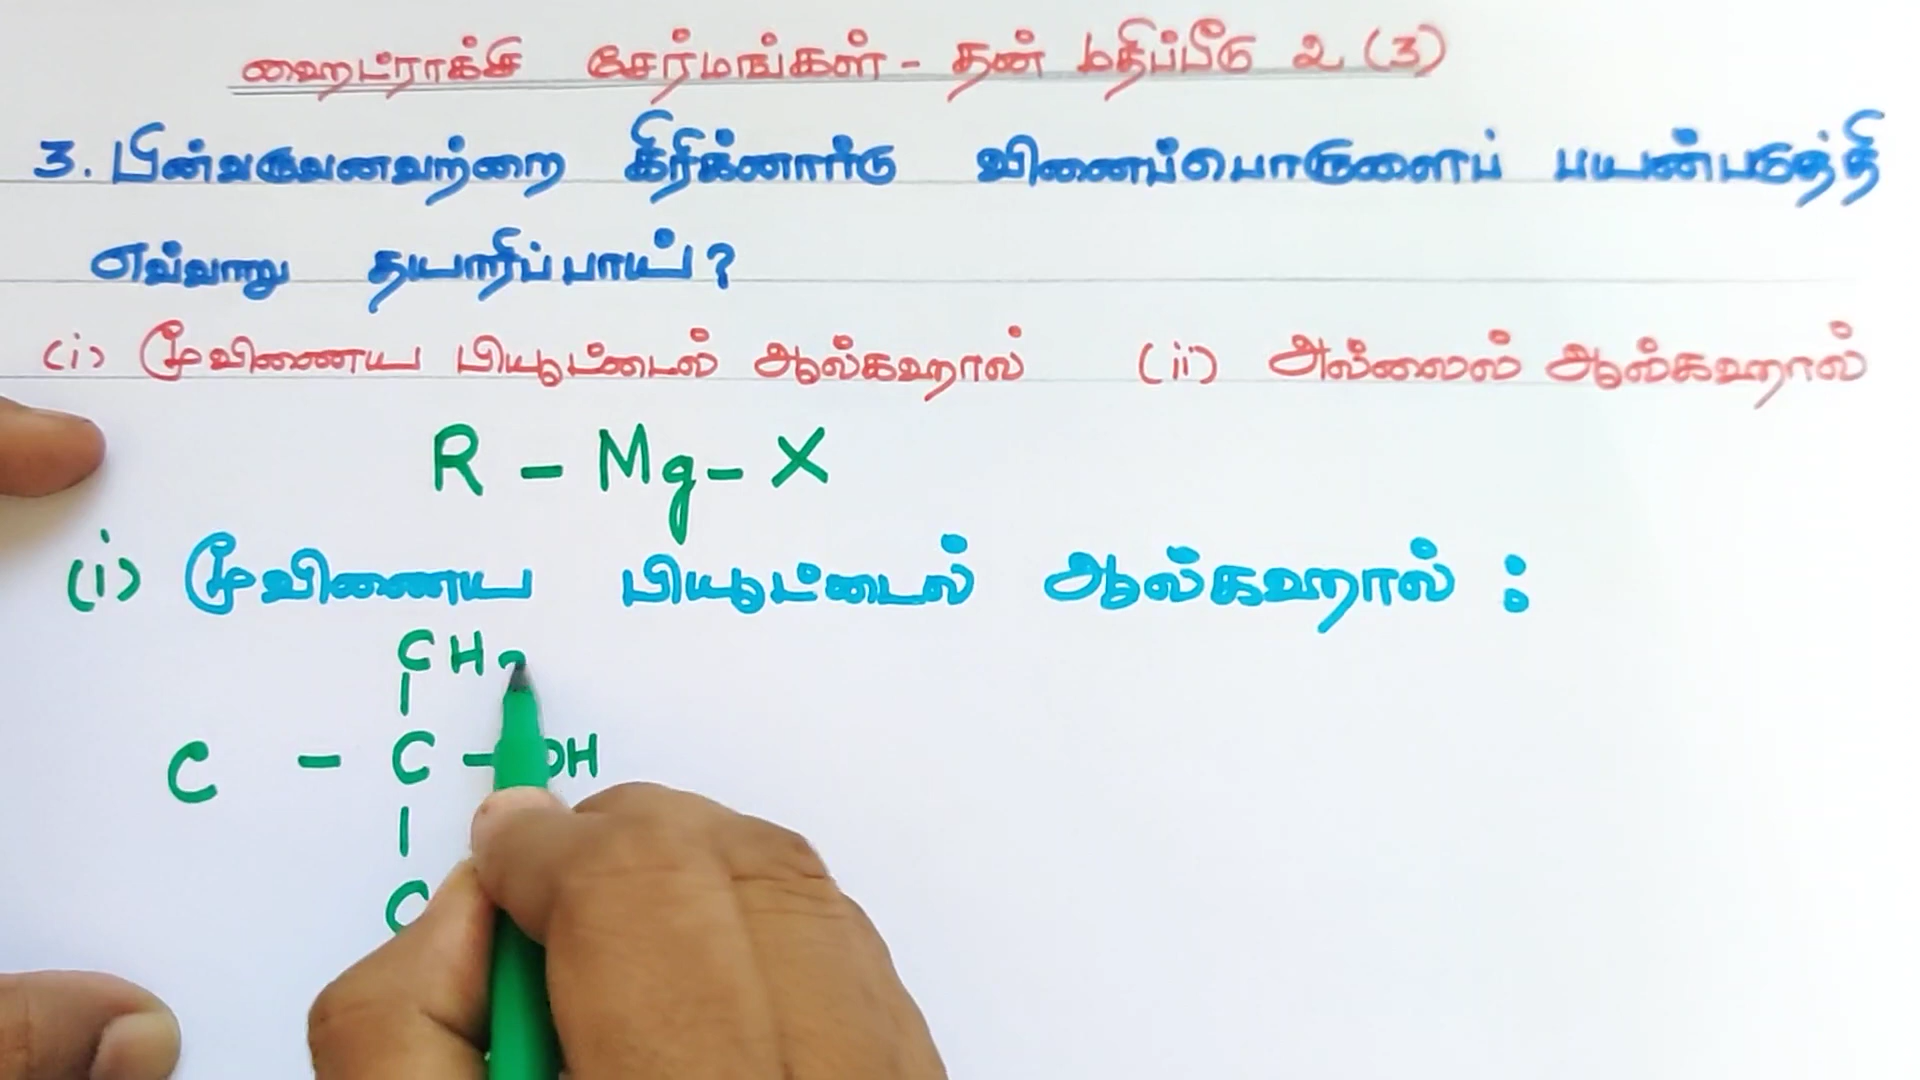 ஹைட்ராக்சி சேர்மங்கள் - தன் மதிப்பீடு 2 (3)
3. பின்வருவனவற்றை கிரிக்னார்டு வினைப்பொருளைப் பயன்படுத்தி
எவ்வாறு தயாரிப்பாய்?
(i) மூவிணைய பியூட்டைல் ஆல்கஹால் (ii) அல்லைல் ஆல்கஹால்
R - Mg - X
(i) மூவிணைய பியூட்டைல் ஆல்கஹால் :
CH
C - C - OH
C